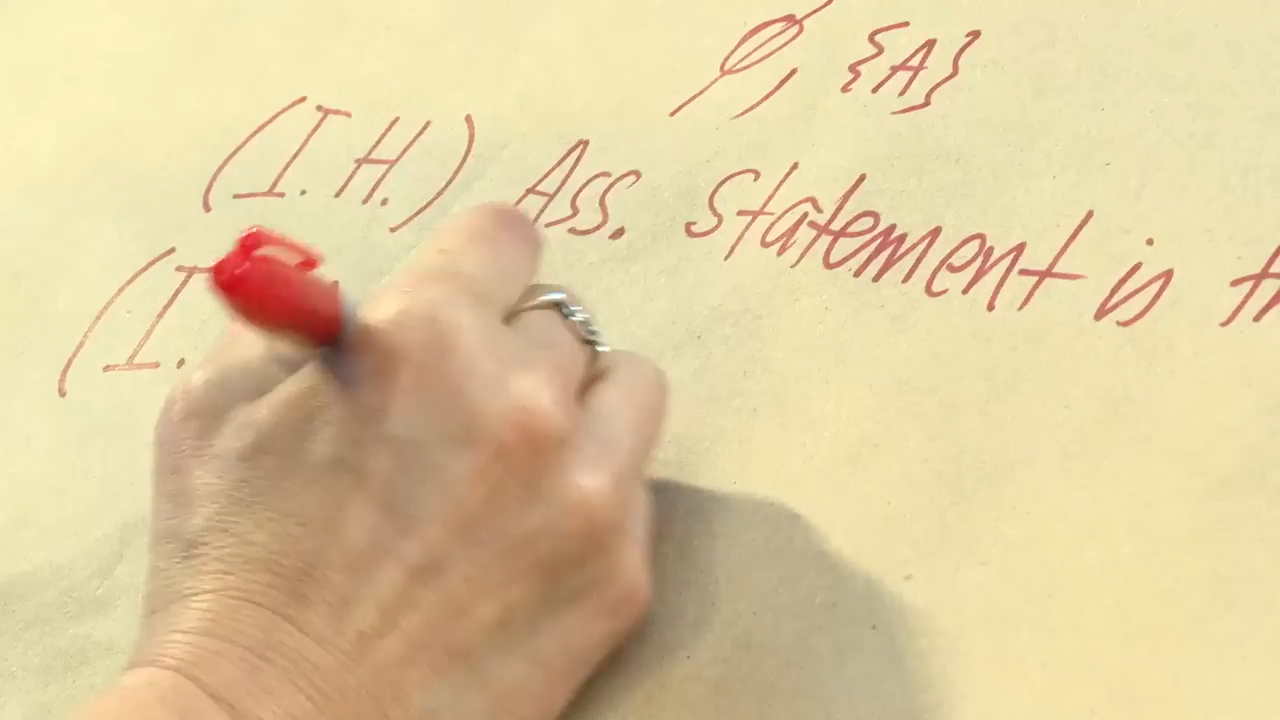 ∅, {A}
(I.H.) Ass. statement is
(I.